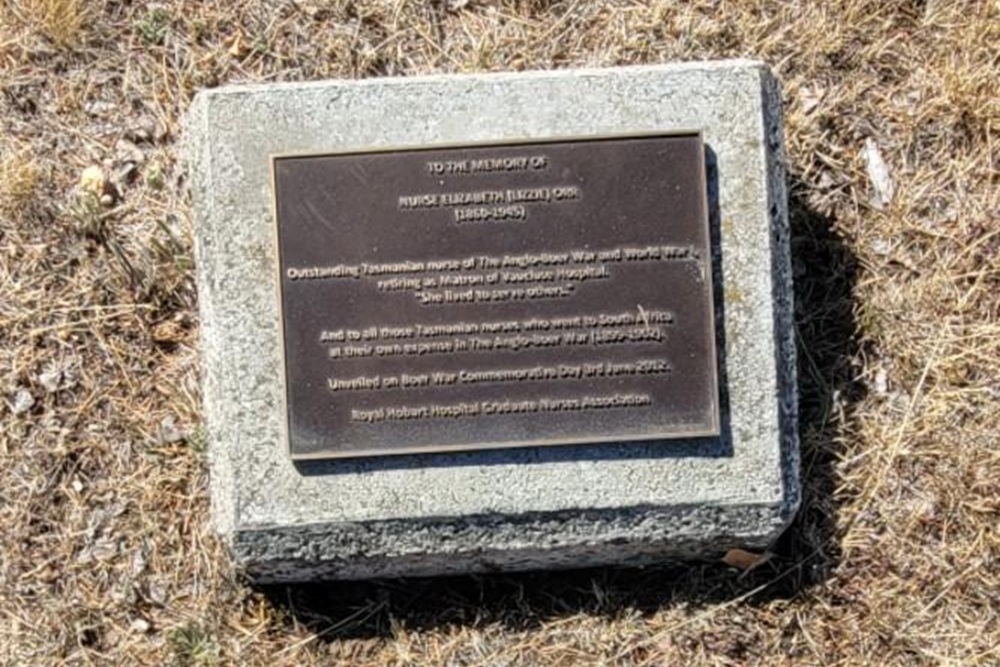 TO THE MEMORY OF
NURSE ELIZABETH (LIZZIE) ORR
(1860-1945)
Outstanding Tasmanian nurse of The Anglo-Boer War and World War I,
retiring as Matron of Vaucluse Hospital.
"She lived to serve others."
And to all those Tasmanian nurses, who went to South Africa
at their own expense in The Anglo-Boer War (1899-1902).
Unveiled on Boer War Commemorative Day 3rd June 2012.
Royal Hobart Hospital Graduate Nurses Association